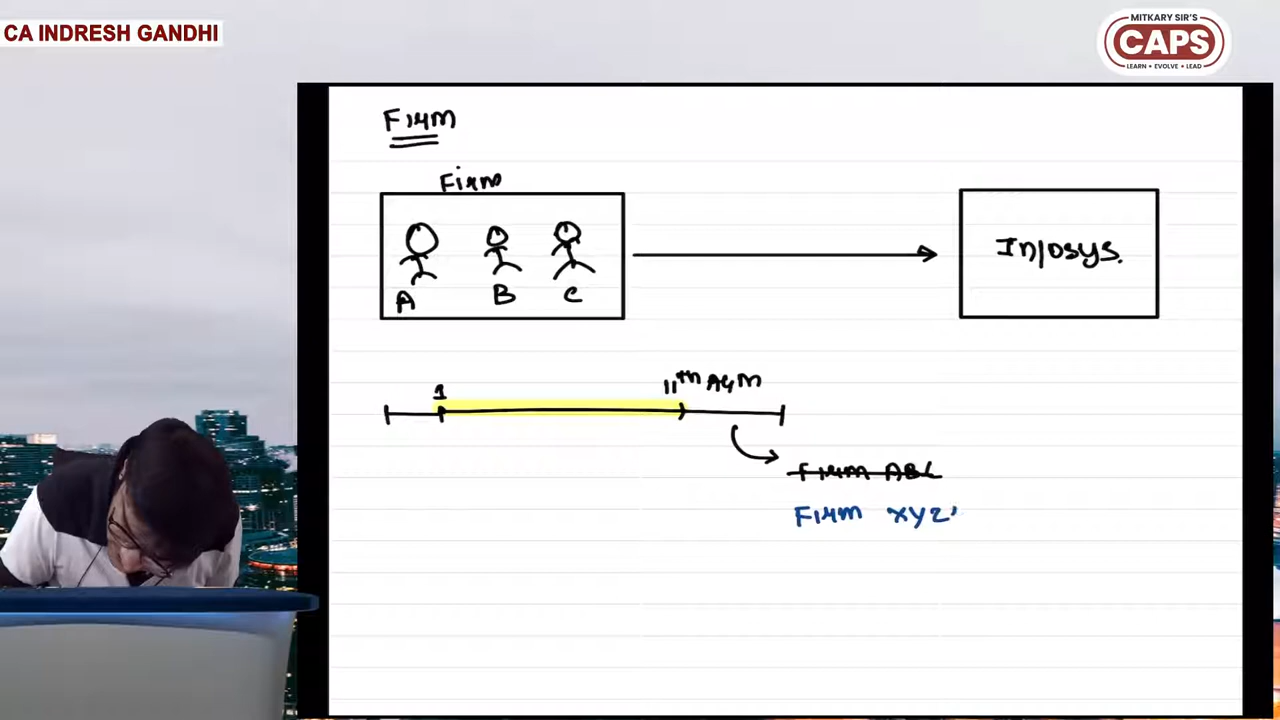 CA INDRESH GANDHI
MITKARY SIR'S
CAPS
LEARN • EVOLVE • LEAD
Firm
Firm
A B C
Infosys.
1
11th AGM
Firm ABC
Firm XYZ'